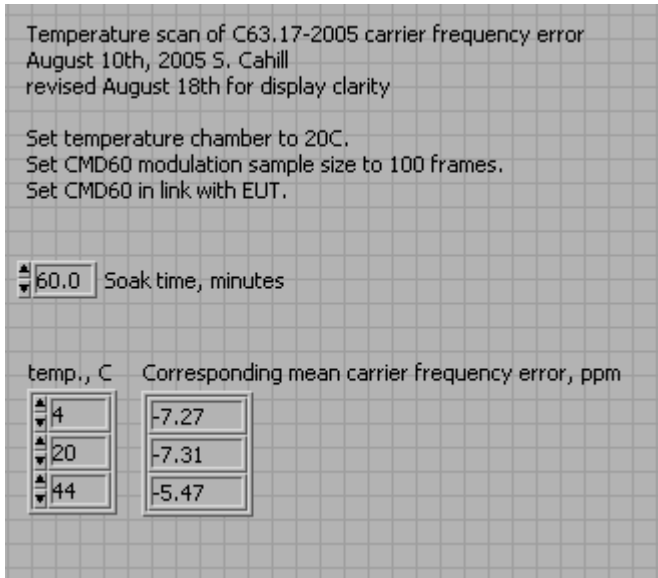 Temperature scan of C63.17-2005 carrier frequency error
August 10th, 2005 S. Cahill
revised August 18th for display clarity
Set temperature chamber to 20C.
Set CMD60 modulation sample size to 100 frames.
Set CMD60 in link with EUT.
60.0 Soak time, minutes
temp., C Corresponding mean carrier frequency error, ppm
4 -7.27
20 -7.31
44 -5.47